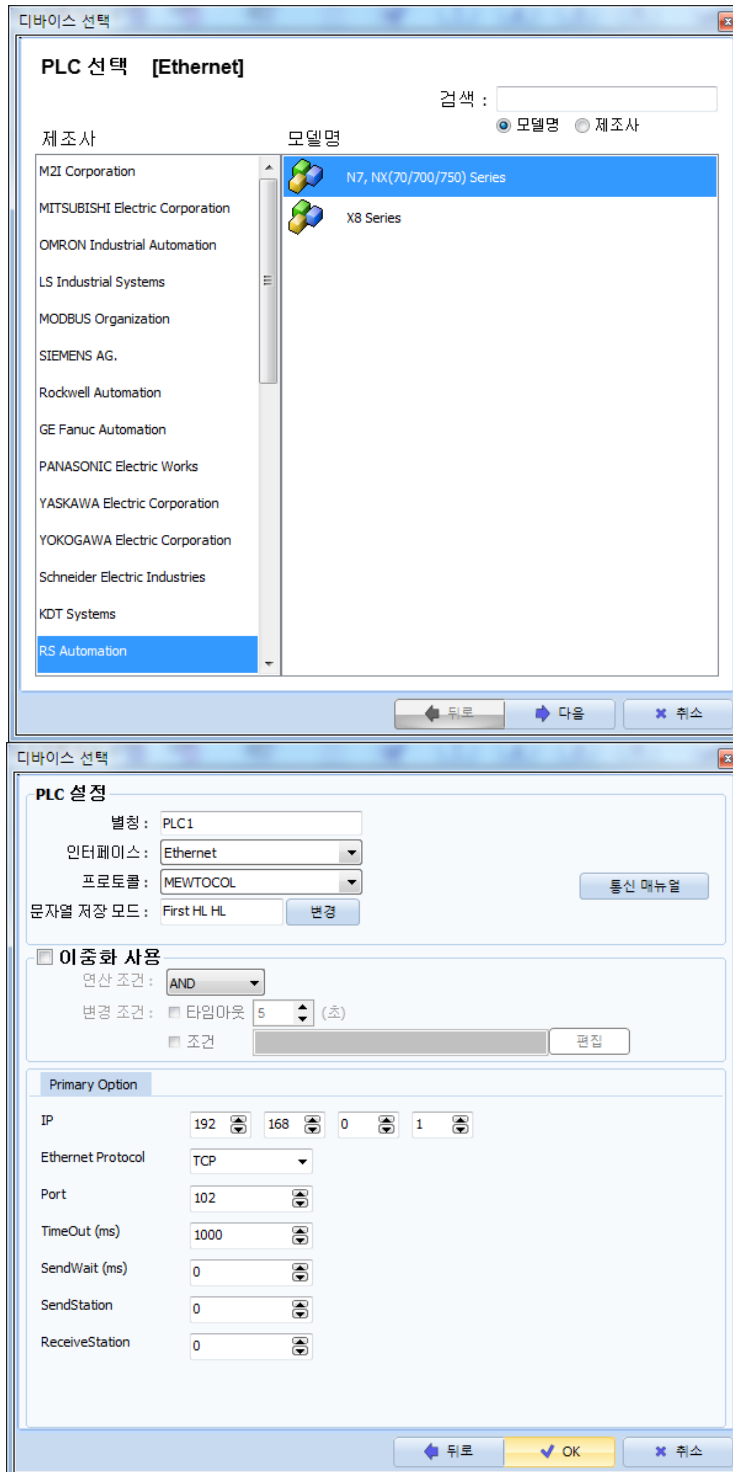 디바이스 선택
PLC 선택 [Ethernet]
검색 :
모델명 제조사
제조사 모델명
M2I Corporation
MITSUBISHI Electric Corporation
OMRON Industrial Automation
LS Industrial Systems
MODBUS Organization
SIEMENS AG.
Rockwell Automation
GE Fanuc Automation
PANASONIC Electric Works
YASKAWA Electric Corporation
YOKOGAWA Electric Corporation
Schneider Electric Industries
KDT Systems
RS Automation
N7, NX(70/700/750) Series
X8 Series
뒤로 다음 취소
디바이스 선택
PLC 설정
별칭 : PLC1
인터페이스 : Ethernet
프로토콜 : MEWTOCOL
통신 매뉴얼
문자열 저장 모드 : First HL HL 변경
이중화 사용
연산 조건 : AND
변경 조건 : 타임아웃 5 (초)
조건 편집
Primary Option
IP 192 168 0 1
Ethernet Protocol TCP
Port 102
TimeOut (ms) 1000
SendWait (ms) 0
SendStation 0
ReceiveStation 0
뒤로 OK 취소